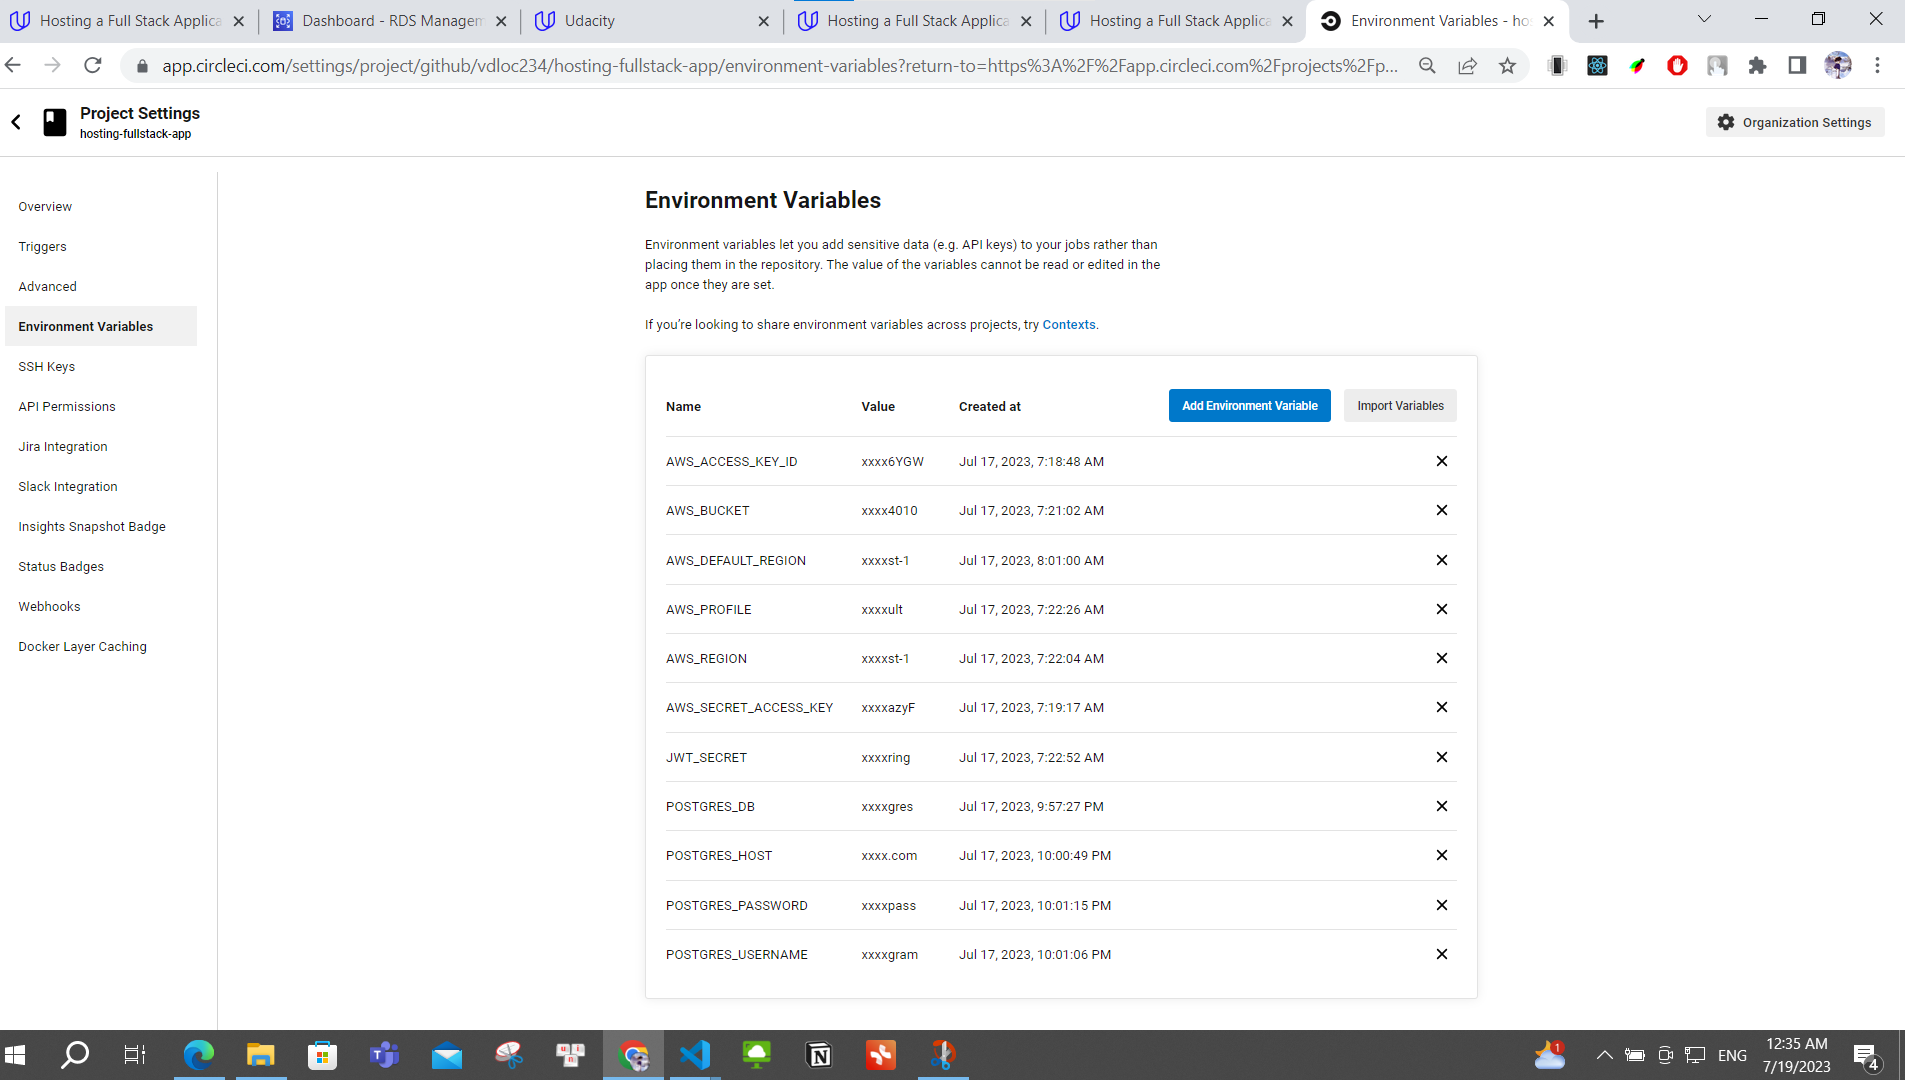 Hosting a Full Stack Applica
Dashboard - RDS Managem
Udacity
Hosting a Full Stack Applica
Hosting a Full Stack Applica
Environment Variables - ho
app.circleci.com/settings/project/github/vdloc234/hosting-fullstack-app/environment-variables?return-to=https%3A%2F%2Fapp.circleci.com%2Fprojects%2Fp...
Project Settings
hosting-fullstack-app
Organization Settings
Overview
Triggers
Advanced
Environment Variables
SSH Keys
API Permissions
Jira Integration
Slack Integration
Insights Snapshot Badge
Status Badges
Webhooks
Docker Layer Caching
Environment Variables
Environment variables let you add sensitive data (e.g. API keys) to your jobs rather than
placing them in the repository. The value of the variables cannot be read or edited in the
app once they are set.
If you’re looking to share environment variables across projects, try Contexts.
Name Value Created at Add Environment Variable Import Variables
AWS_ACCESS_KEY_ID xxxx6YGW Jul 17, 2023, 7:18:48 AM
AWS_BUCKET xxxx4010 Jul 17, 2023, 7:21:02 AM
AWS_DEFAULT_REGION xxxxst-1 Jul 17, 2023, 8:01:00 AM
AWS_PROFILE xxxxult Jul 17, 2023, 7:22:26 AM
AWS_REGION xxxxst-1 Jul 17, 2023, 7:22:04 AM
AWS_SECRET_ACCESS_KEY xxxxazyF Jul 17, 2023, 7:19:17 AM
JWT_SECRET xxxxring Jul 17, 2023, 7:22:52 AM
POSTGRES_DB xxxxgres Jul 17, 2023, 9:57:27 PM
POSTGRES_HOST xxxx.com Jul 17, 2023, 10:00:49 PM
POSTGRES_PASSWORD xxxxpass Jul 17, 2023, 10:01:15 PM
POSTGRES_USERNAME xxxxgram Jul 17, 2023, 10:01:06 PM
1
ENG
12:35 AM
7/19/2023
4